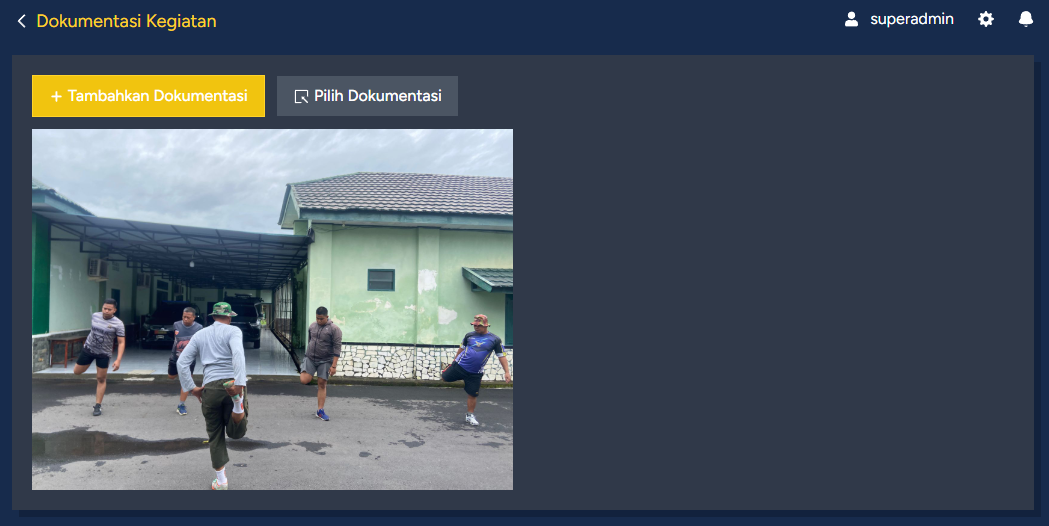 Dokumentasi Kegiatan
superadmin
+ Tambahkan Dokumentasi
Pilih Dokumentasi